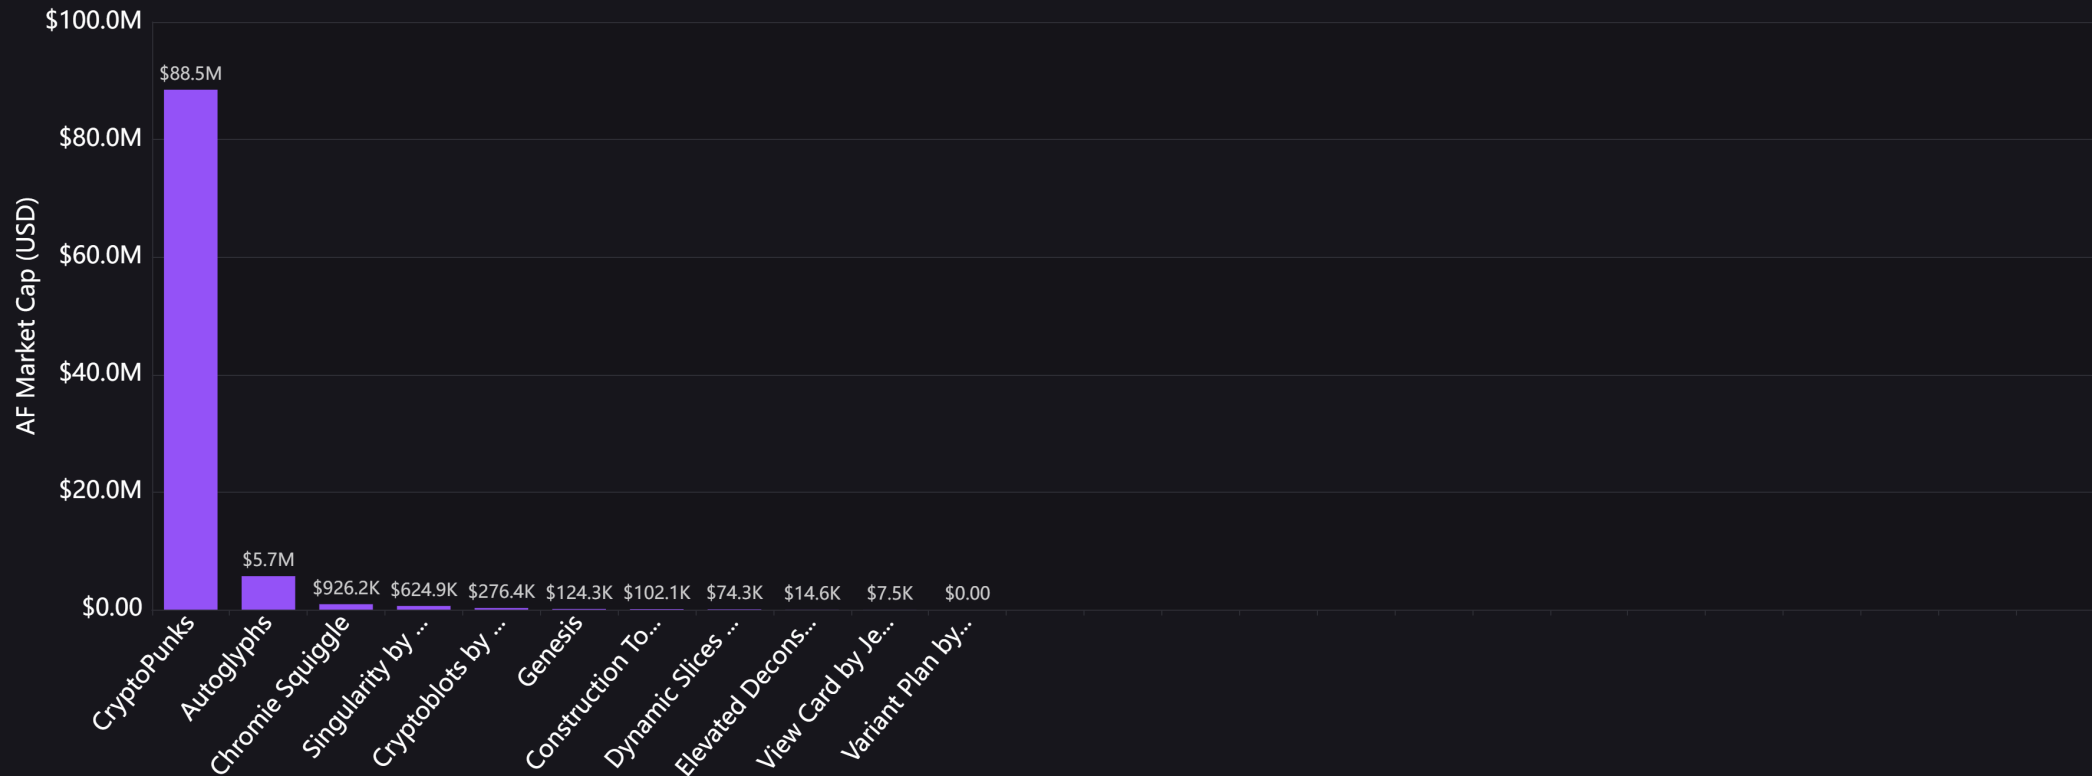 $100.0M
$88.5M
$80.0M
$60.0M
AF Market Cap (USD)
$40.0M
$20.0M
$5.7M
$926.2K
$624.9K
$276.4K
$124.3K
$102.1K
$74.3K
$14.6K
$7.5K
$0.00
$0.00
CryptoPunks
Autoglyphs
Chromie Squiggle
Singularity by ...
Cryptoblots by ...
Genesis
Construction To...
Dynamic Slices ...
Elevated Decons...
View Card by Je...
Variant Plan by...